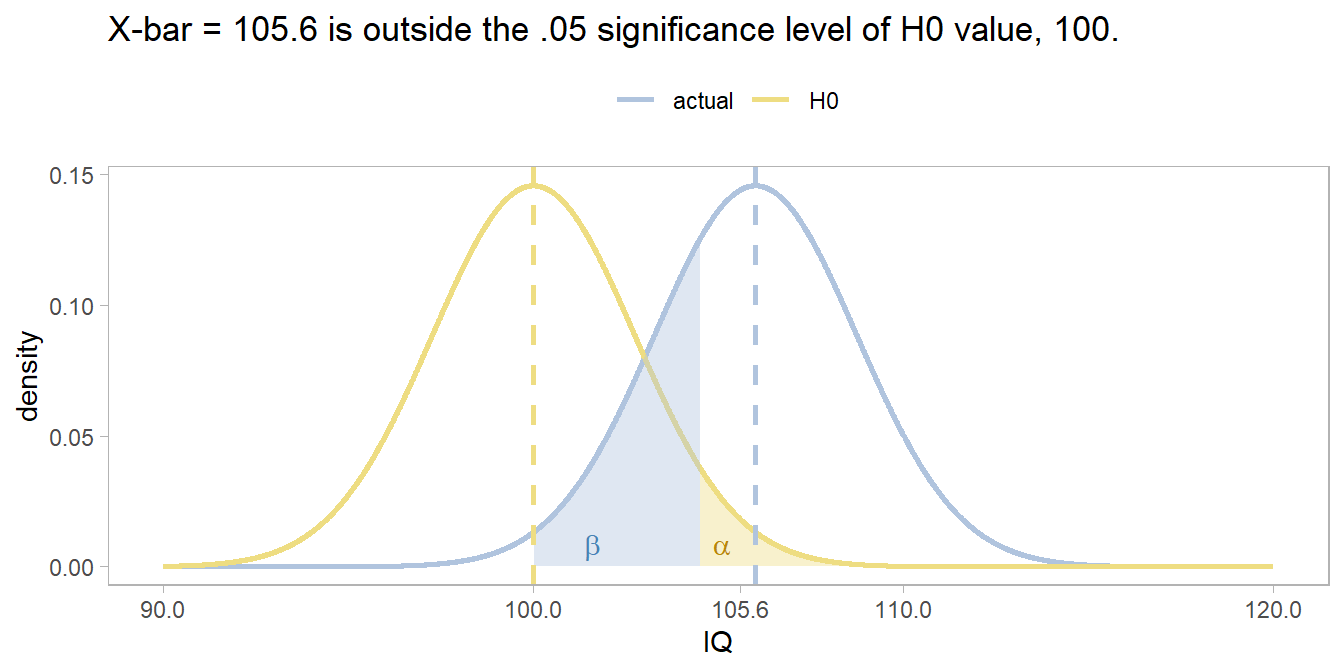 X-bar = 105.6 is outside the .05 significance level of H0 value, 100.
actual H0
0.15
0.10
0.05
0.00
density
β
α
90.0 100.0 105.6 110.0 120.0
IQ